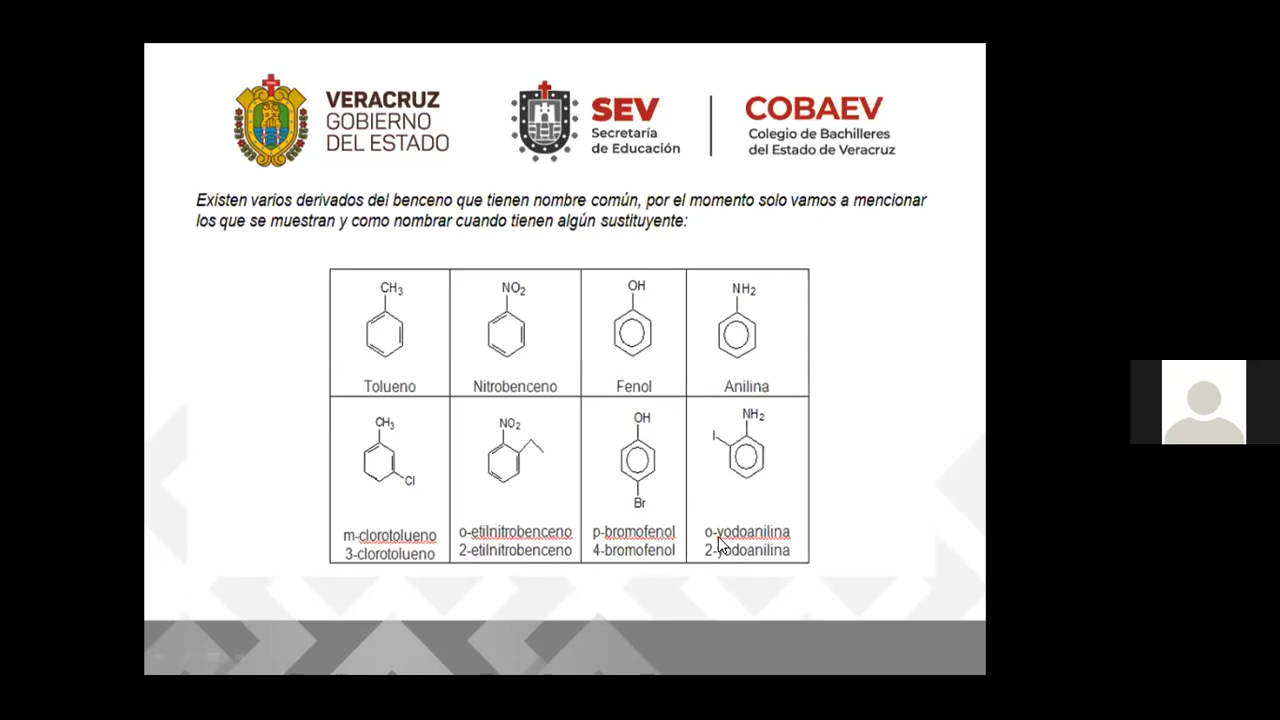 VERACRUZ
GOBIERNO
DEL ESTADO
SEV
Secretaría
de Educación
COBAEV
Colegio de Bachilleres
del Estado de Veracruz
Existen varios derivados del benceno que tienen nombre común, por el momento solo vamos a mencionar
los que se muestran y como nombrar cuando tienen algún sustituyente:
CH3
Tolueno
NO2
Nitrobenceno
OH
Fenol
NH2
Anilina
CH3
Cl
m-clorotolueno
3-clorotolueno
NO2
o-etilnitrobenceno
2-etilnitrobenceno
OH
Br
p-bromofenol
4-bromofenol
NH2
I
o-yodoanilina
2-yodoanilina